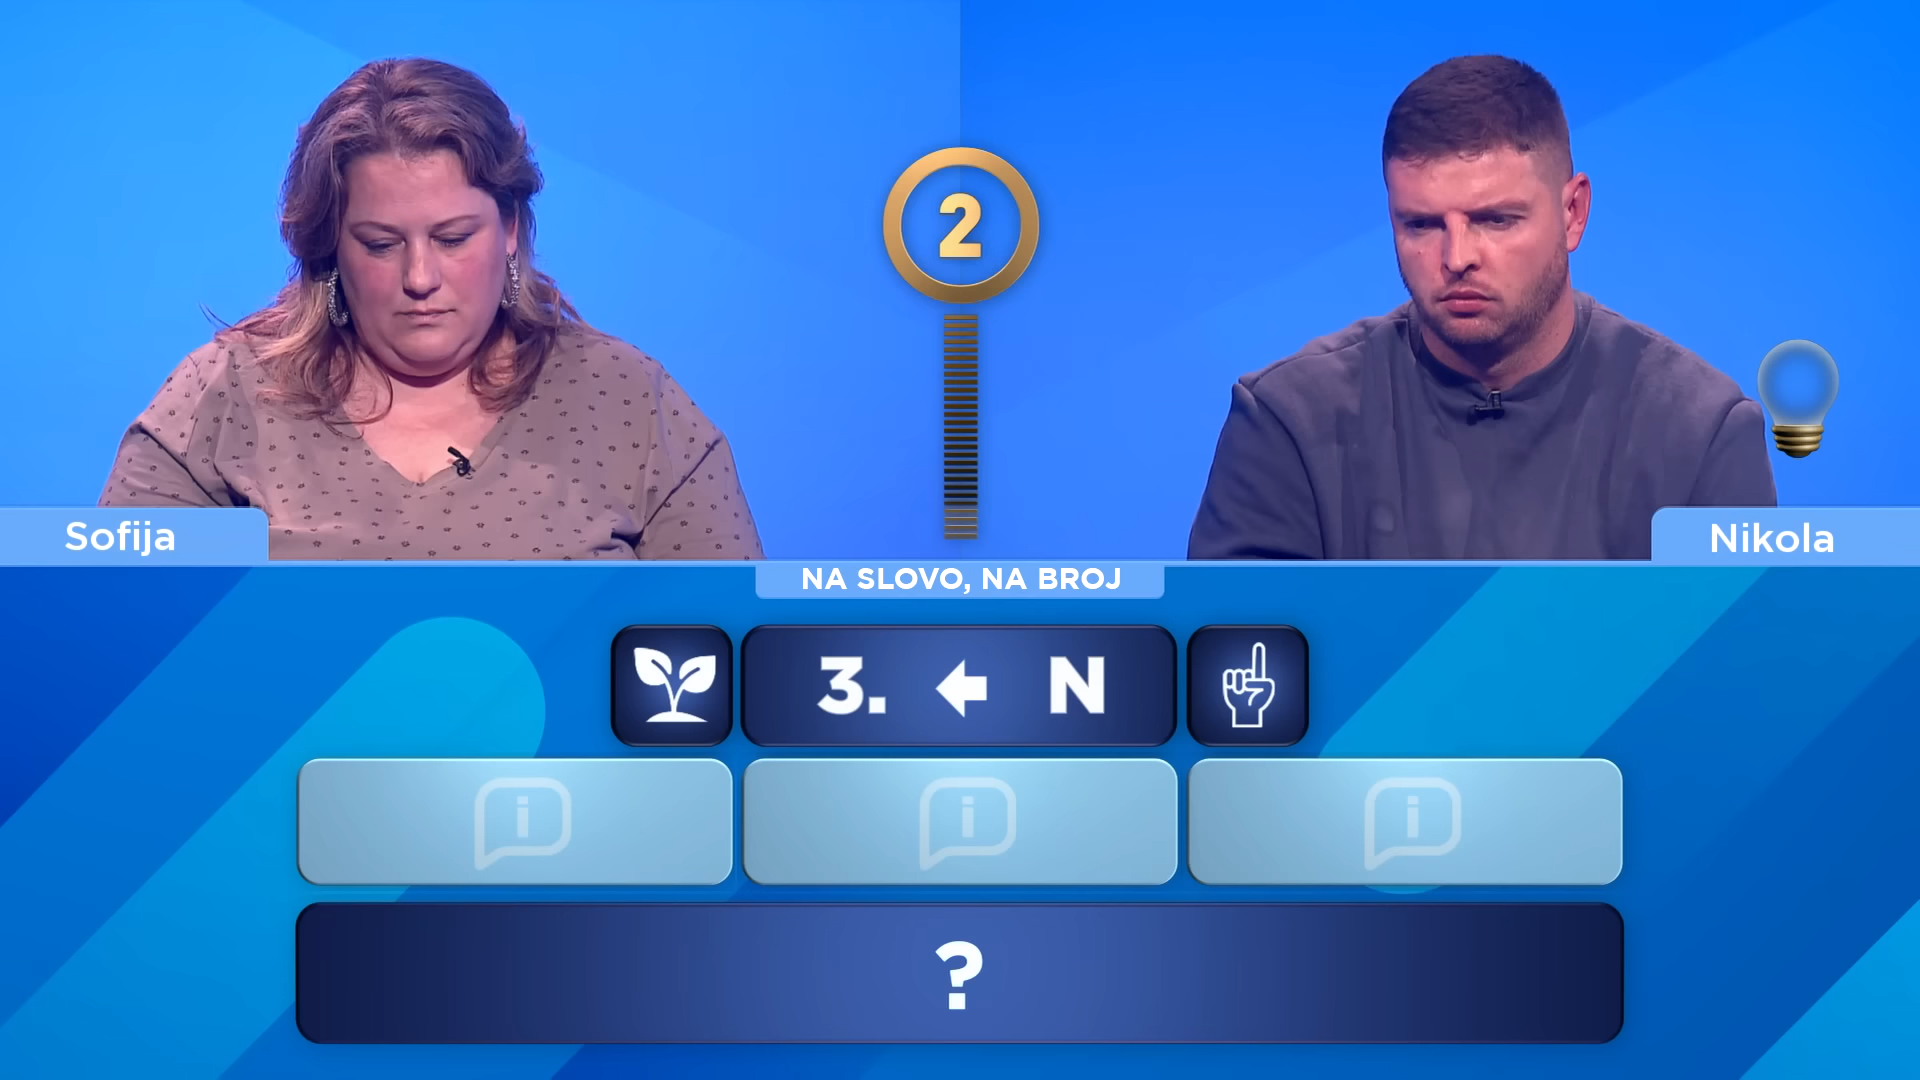 2
Sofija
Nikola
NA SLOVO, NA BROJ
3. N
i i i
?